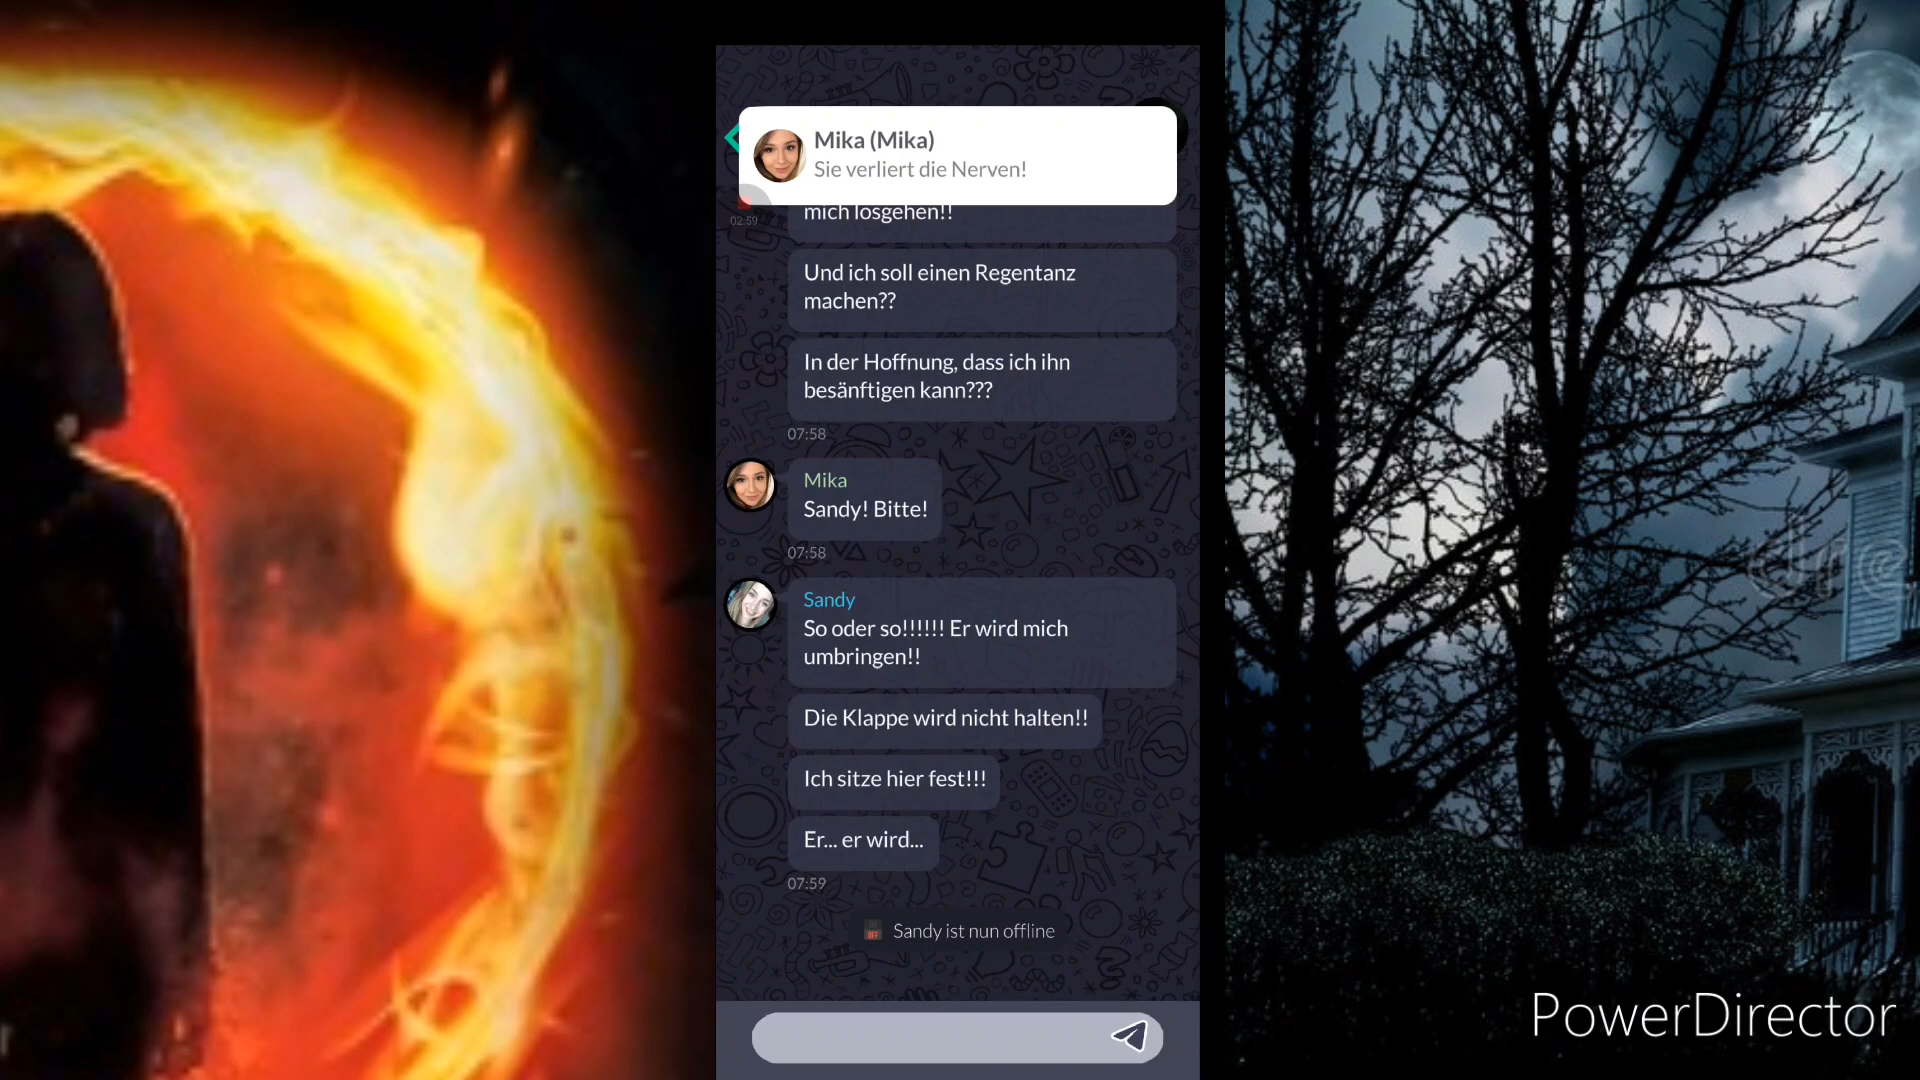 Mika (Mika)
Sie verliert die Nerven!
mich losgehen!!
02:59
Und ich soll einen Regentanz
machen??
In der Hoffnung, dass ich ihn
besänftigen kann???
07:58
Mika
Sandy! Bitte!
07:58
Sandy
So oder so!!!!!! Er wird mich
umbringen!!
Die Klappe wird nicht halten!!
Ich sitze hier fest!!!
Er... er wird...
07:59
OFF Sandy ist nun offline
PowerDirector